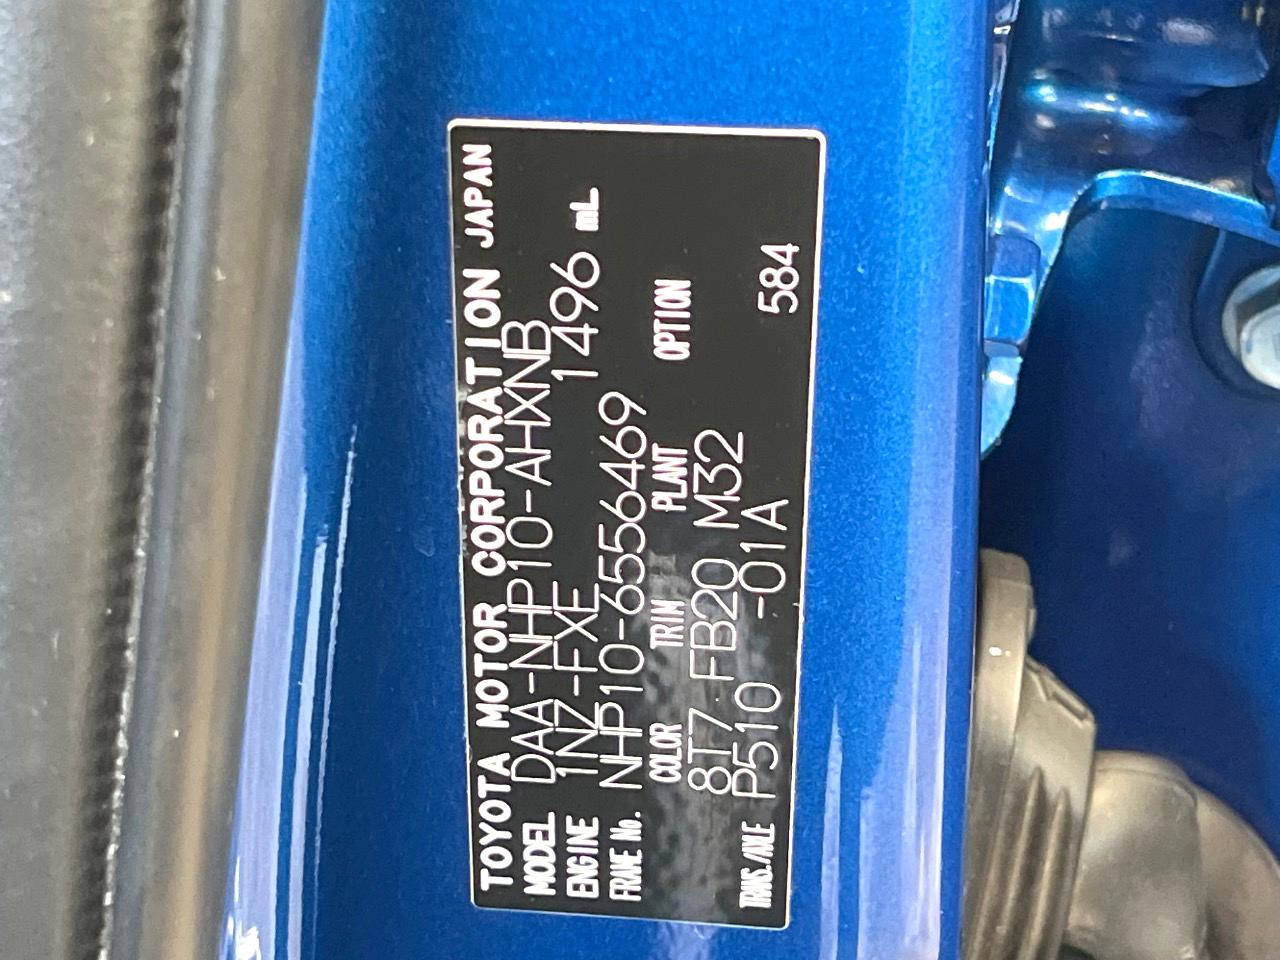 TOYOTA MOTOR CORPORATION JAPAN
MODEL DAA-NHP10-AHXNB
ENGINE 1NZ-FXE 1496 mL
FRAME No. NHP10-6556469
COLOR TRIM PLANT OPTION
8T7 FB20 M32
TRANS./AXLE P510 -01A 584